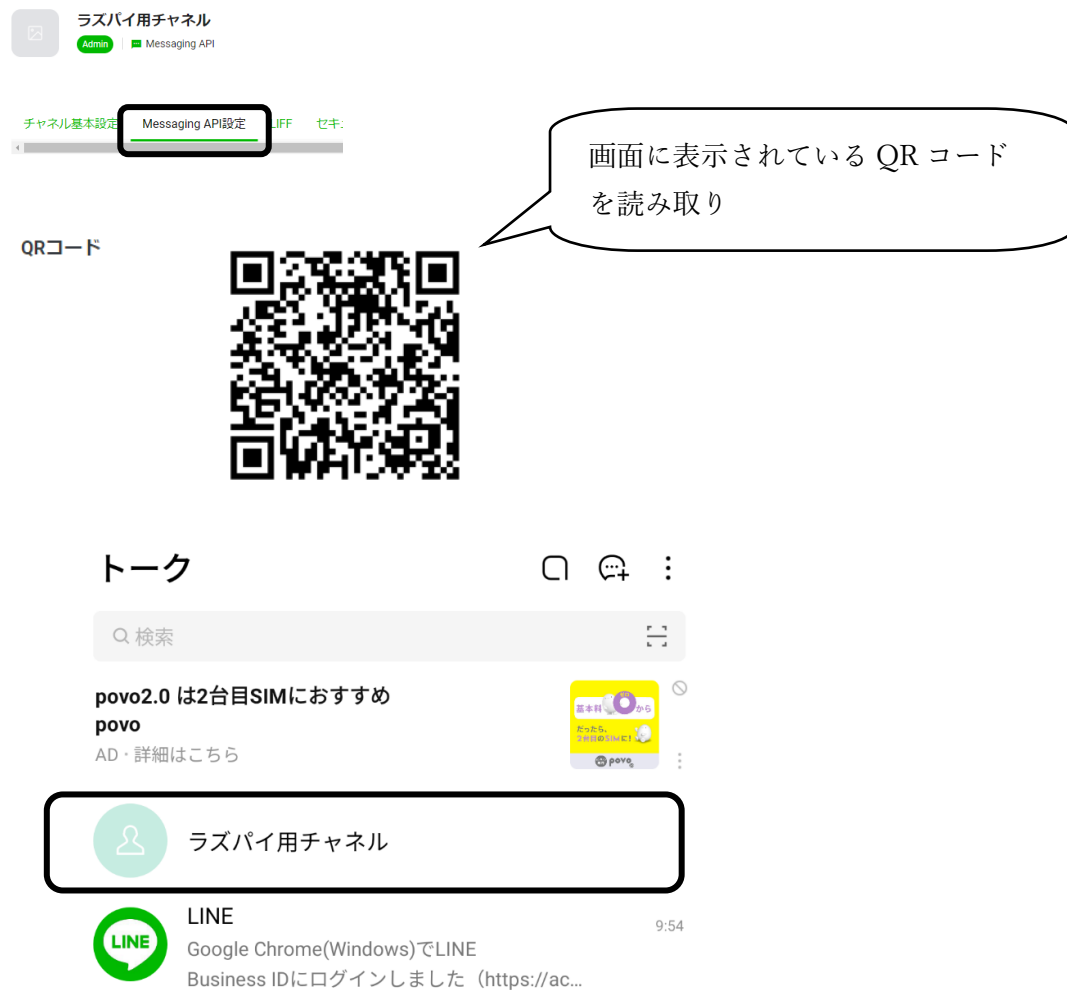 ラズパイ用チャネル
Admin
Messaging API
チャネル基本設定
Messaging API設定
LIFF
セキ
画面に表示されている QR コード
を読み取り
QRコード
トーク
検索
povo2.0 は2台目SIMにおすすめ
povo
AD · 詳細はこちら
基本料 0 から
だったら、
2台目のSIMに!
povo
ラズパイ用チャネル
LINE
LINE
9:54
Google Chrome(Windows)でLINE
Business IDにログインしました（https://ac...